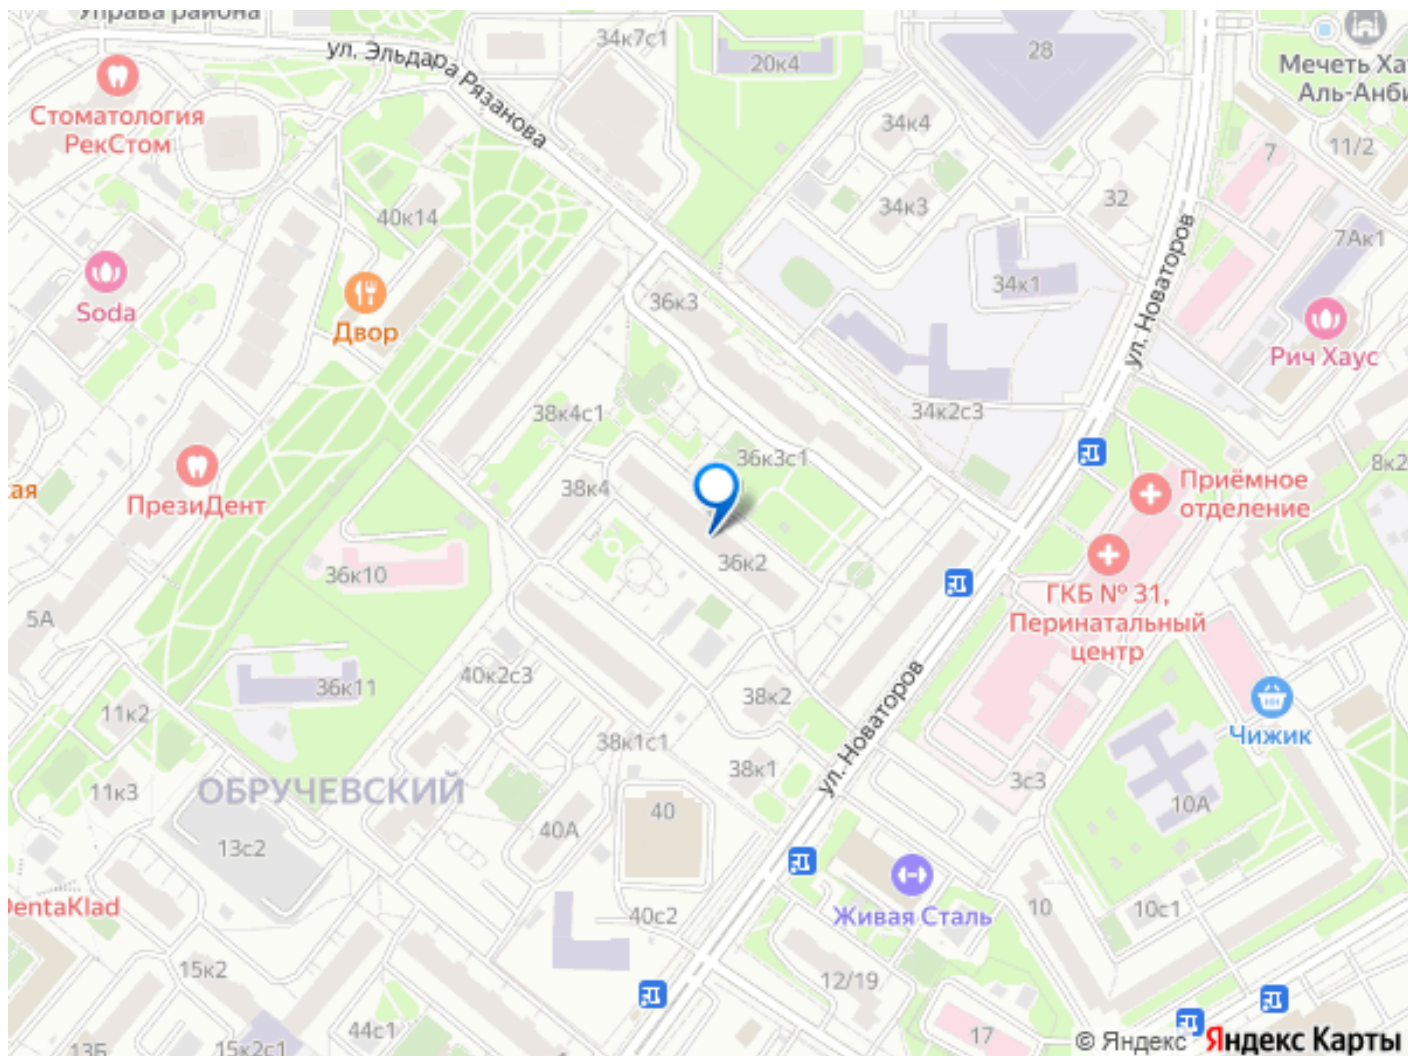 Управа района
34к7с1
20к4
28
Мечеть Ха
Аль-Анби
ул. Эльдара Рязанова
Стоматология
РекСтом
34к4
7
11/2
40к14
34к3
32
7Ак1
ул. Новаторов
Soda
Двор
36к3
34к1
Рич Хаус
38к4с1
34к2с3
36к3с1
8к2
ая
ПрезиДент
38к4
Приёмное
отделение
36к10
36к2
ГКБ № 31,
Перинатальный
центр
5А
36к11
40к2с3
38к2
11к2
ул. Новаторов
Чижик
38к1с1
38к1
3с3
ОБРУЧЕВСКИЙ
11к3
40
10А
40А
13с2
DentaKlad
40с2
Живая Сталь
10
10с1
15к2
12/19
44с1
17
13Б
15к2с1
© Яндекс Яндекс Карты